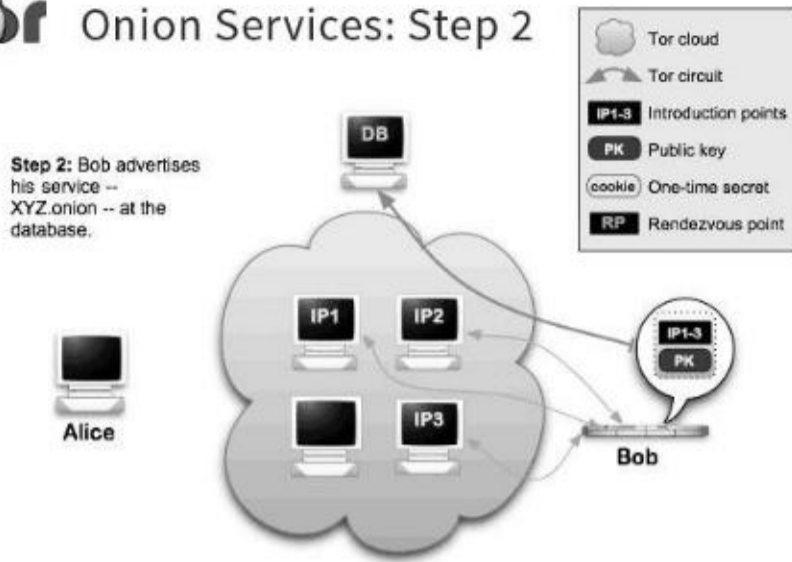 Onion Services: Step 2
Tor cloud
Tor circuit
IP1-3 Introduction points
PK Public key
cookie One-time secret
RP Rendezvous point
Step 2: Bob advertises
his service --
XYZ.onion -- at the
database.
DB
IP1
IP2
IP3
IP1-3
PK
Alice
Bob